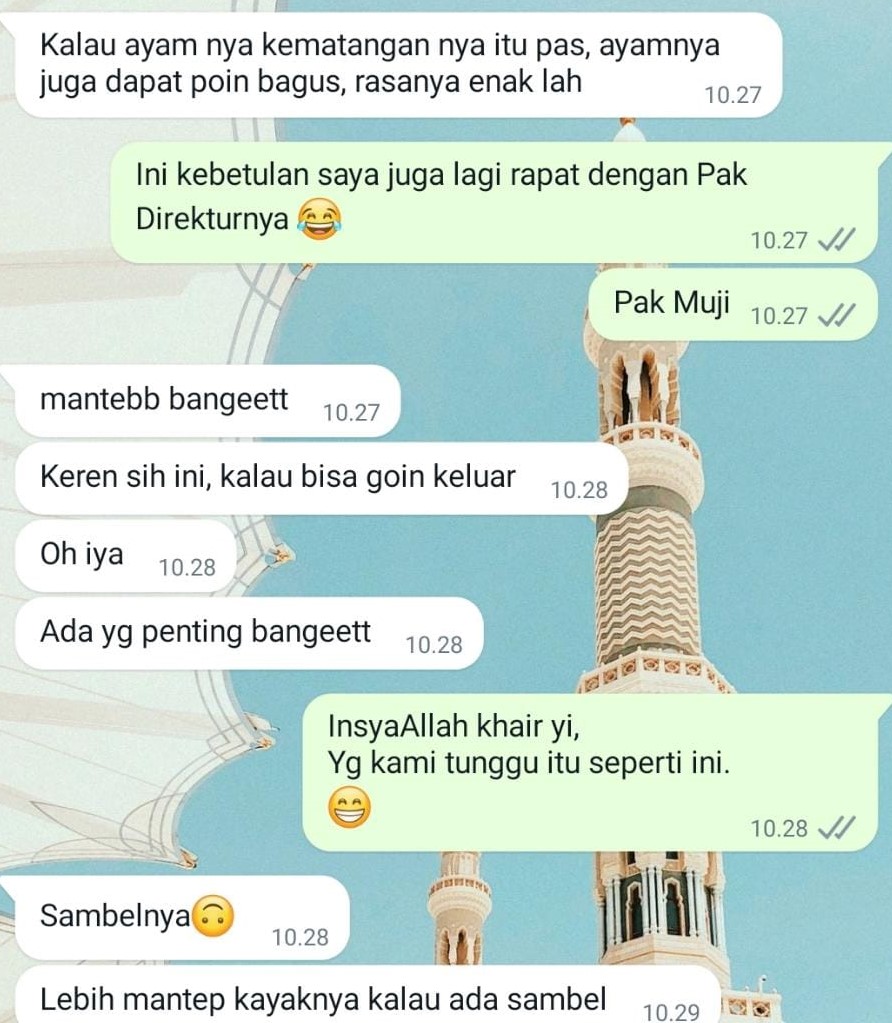 Kalau ayam nya kematangan nya itu pas, ayamnya
juga dapat poin bagus, rasanya enak lah
10.27
Ini kebetulan saya juga lagi rapat dengan Pak
Direkturnya 😂
10.27
Pak Muji 10.27
mantebb bangeett 10.27
Keren sih ini, kalau bisa goin keluar 10.28
Oh iya 10.28
Ada yg penting bangeett 10.28
InsyaAllah khair yi,
Yg kami tunggu itu seperti ini.
😁
10.28
Sambelnya🙃 10.28
Lebih mantep kayaknya kalau ada sambel 10.29